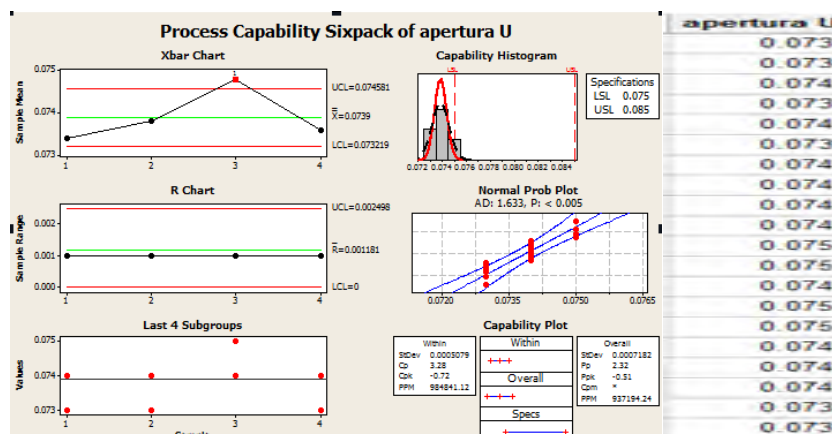 Process Capability Sixpack of apertura U
Xbar Chart
Sample Mean
0.075
0.074
0.073
1 2 3 4
1
UCL=0.074581
X=0.0739
LCL=0.073219
R Chart
Sample Range
0.002
0.001
0.000
1 2 3 4
UCL=0.002498
R=0.001181
LCL=0
Last 4 Subgroups
Values
0.075
0.074
0.073
1 2 3 4
Sample
Capability Histogram
LSL USL
0.072 0.074 0.076 0.078 0.080 0.082 0.084
Specifications
LSL 0.075
USL 0.085
Normal Prob Plot
AD: 1.633, P: < 0.005
0.0720 0.0735 0.0750 0.0765
Capability Plot
Within
StDev 0.0005079
Cp 3.28
Cpk -0.72
PPM 984841.12
Within
Overall
Specs
Overall
StDev 0.0007182
Pp 2.32
Ppk -0.51
Cpm *
PPM 937194.24
apertura U
0.073
0.073
0.074
0.073
0.074
0.073
0.074
0.074
0.074
0.074
0.075
0.075
0.074
0.075
0.075
0.074
0.074
0.074
0.073
0.073